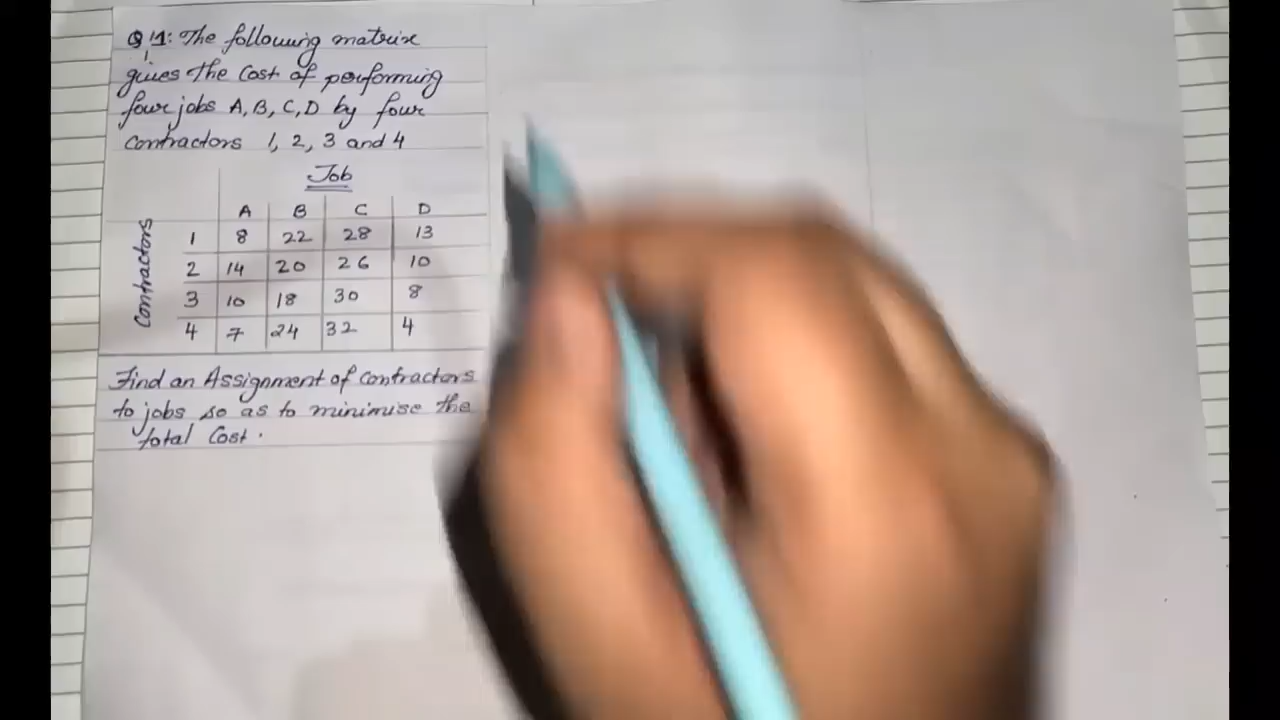 Q 1: The following matrix
gives the Cost of performing
four jobs A, B, C, D by four
contractors 1, 2, 3 and 4
Job
A B C D
Contractors
1 8 22 28 13
2 14 20 26 10
3 10 18 30 8
4 7 24 32 4
Find an Assignment of contractors
to jobs so as to minimise the
total Cost.